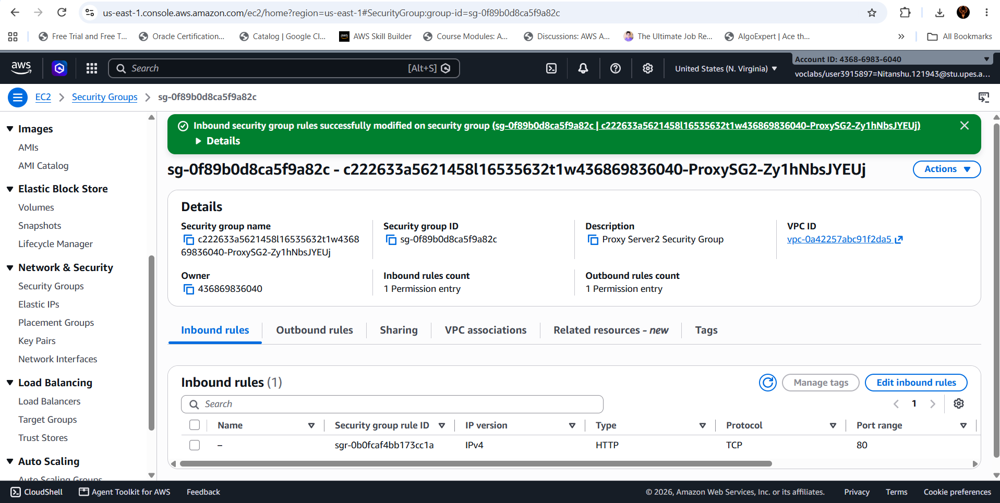 us-east-1.console.aws.amazon.com/ec2/home?region=us-east-1#SecurityGroup:group-id=sg-0f89b0d8ca5f9a82c
Free Trial and Free T... Oracle Certification... Catalog | Google Cl... AWS Skill Builder Course Modules: A... Discussions: AWS A... The Ultimate Job Re... AlgoExpert | Ace th... » All Bookmarks
aws Search [Alt+S] United States (N. Virginia) Account ID: 4368-6983-6040
voclabs/user3915897=Nitanshu.121943@stu.upes.a...
EC2 Security Groups sg-0f89b0d8ca5f9a82c
Images
AMIs
AMI Catalog
Elastic Block Store
Volumes
Snapshots
Lifecycle Manager
Network & Security
Security Groups
Elastic IPs
Placement Groups
Key Pairs
Network Interfaces
Load Balancing
Load Balancers
Target Groups
Trust Stores
Auto Scaling
Auto Scaling Groups
Inbound security group rules successfully modified on security group (sg-0f89b0d8ca5f9a82c | c222633a5621458l16535632t1w436869836040-ProxySG2-Zy1hNbsJYEUj)
Details
sg-0f89b0d8ca5f9a82c - c222633a5621458l16535632t1w436869836040-ProxySG2-Zy1hNbsJYEUj
Actions
Details
Security group name
c222633a5621458l16535632t1w4368
69836040-ProxySG2-Zy1hNbsJYEUj
Security group ID
sg-0f89b0d8ca5f9a82c
Description
Proxy Server2 Security Group
VPC ID
vpc-0a42257abc91f2da5
Owner
436869836040
Inbound rules count
1 Permission entry
Outbound rules count
1 Permission entry
Inbound rules Outbound rules Sharing VPC associations Related resources - new Tags
Inbound rules (1)
Manage tags Edit inbound rules
Search
1
Name Security group rule ID IP version Type Protocol Port range
– sgr-0b0fcaf4bb173cc1a IPv4 HTTP TCP 80
CloudShell Agent Toolkit for AWS Feedback © 2026, Amazon Web Services, Inc. or its affiliates. Privacy Terms Cookie preferences